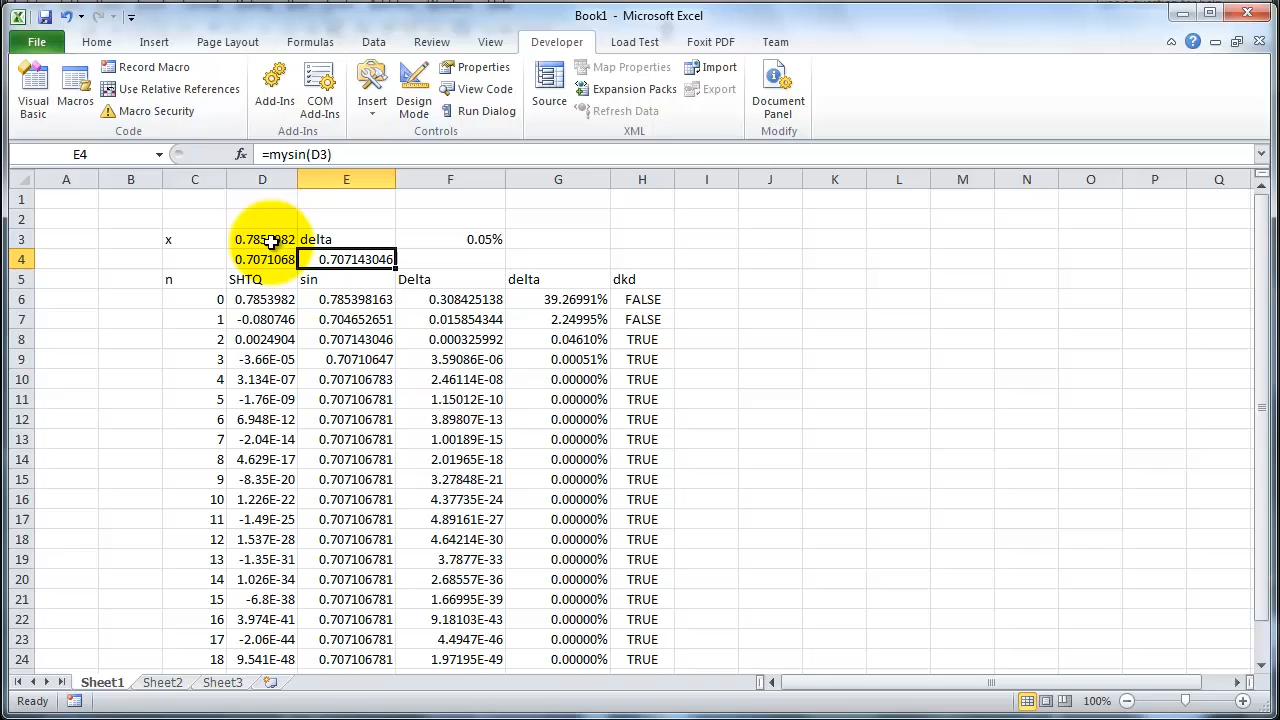 Book1 - Microsoft Excel
File Home Insert Page Layout Formulas Data Review View Developer Load Test Foxit PDF Team
Visual Basic
Macros
Record Macro
Use Relative References
Macro Security
Code
Add-Ins
COM Add-Ins
Add-Ins
Insert
Design Mode
Properties
View Code
Run Dialog
Controls
Source
Map Properties
Expansion Packs
Refresh Data
Import
Export
XML
Document Panel
Modify
E4 fx =mysin(D3)
A B C D E F G H I J K L M N O P Q
1
2
3 x delta 0.05%
4 0.7071068 0.707143046
5 n SHTQ sin Delta delta dkd
6 0 0.7853982 0.785398163 0.308425138 39.26991% FALSE
7 1 -0.080746 0.704652651 0.015854344 2.24995% FALSE
8 2 0.0024904 0.707143046 0.000325992 0.04610% TRUE
9 3 -3.66E-05 0.70710647 3.59086E-06 0.00051% TRUE
10 4 3.134E-07 0.707106783 2.46114E-08 0.00000% TRUE
11 5 -1.76E-09 0.707106781 1.15012E-10 0.00000% TRUE
12 6 6.948E-12 0.707106781 3.89807E-13 0.00000% TRUE
13 7 -2.04E-14 0.707106781 1.00189E-15 0.00000% TRUE
14 8 4.629E-17 0.707106781 2.01965E-18 0.00000% TRUE
15 9 -8.35E-20 0.707106781 3.27848E-21 0.00000% TRUE
16 10 1.226E-22 0.707106781 4.37735E-24 0.00000% TRUE
17 11 -1.49E-25 0.707106781 4.89161E-27 0.00000% TRUE
18 12 1.537E-28 0.707106781 4.64214E-30 0.00000% TRUE
19 13 -1.35E-31 0.707106781 3.7877E-33 0.00000% TRUE
20 14 1.026E-34 0.707106781 2.68557E-36 0.00000% TRUE
21 15 -6.8E-38 0.707106781 1.66995E-39 0.00000% TRUE
22 16 3.974E-41 0.707106781 9.18103E-43 0.00000% TRUE
23 17 -2.06E-44 0.707106781 4.4947E-46 0.00000% TRUE
24 18 9.541E-48 0.707106781 1.97195E-49 0.00000% TRUE
Sheet1 Sheet2 Sheet3
Ready 100%